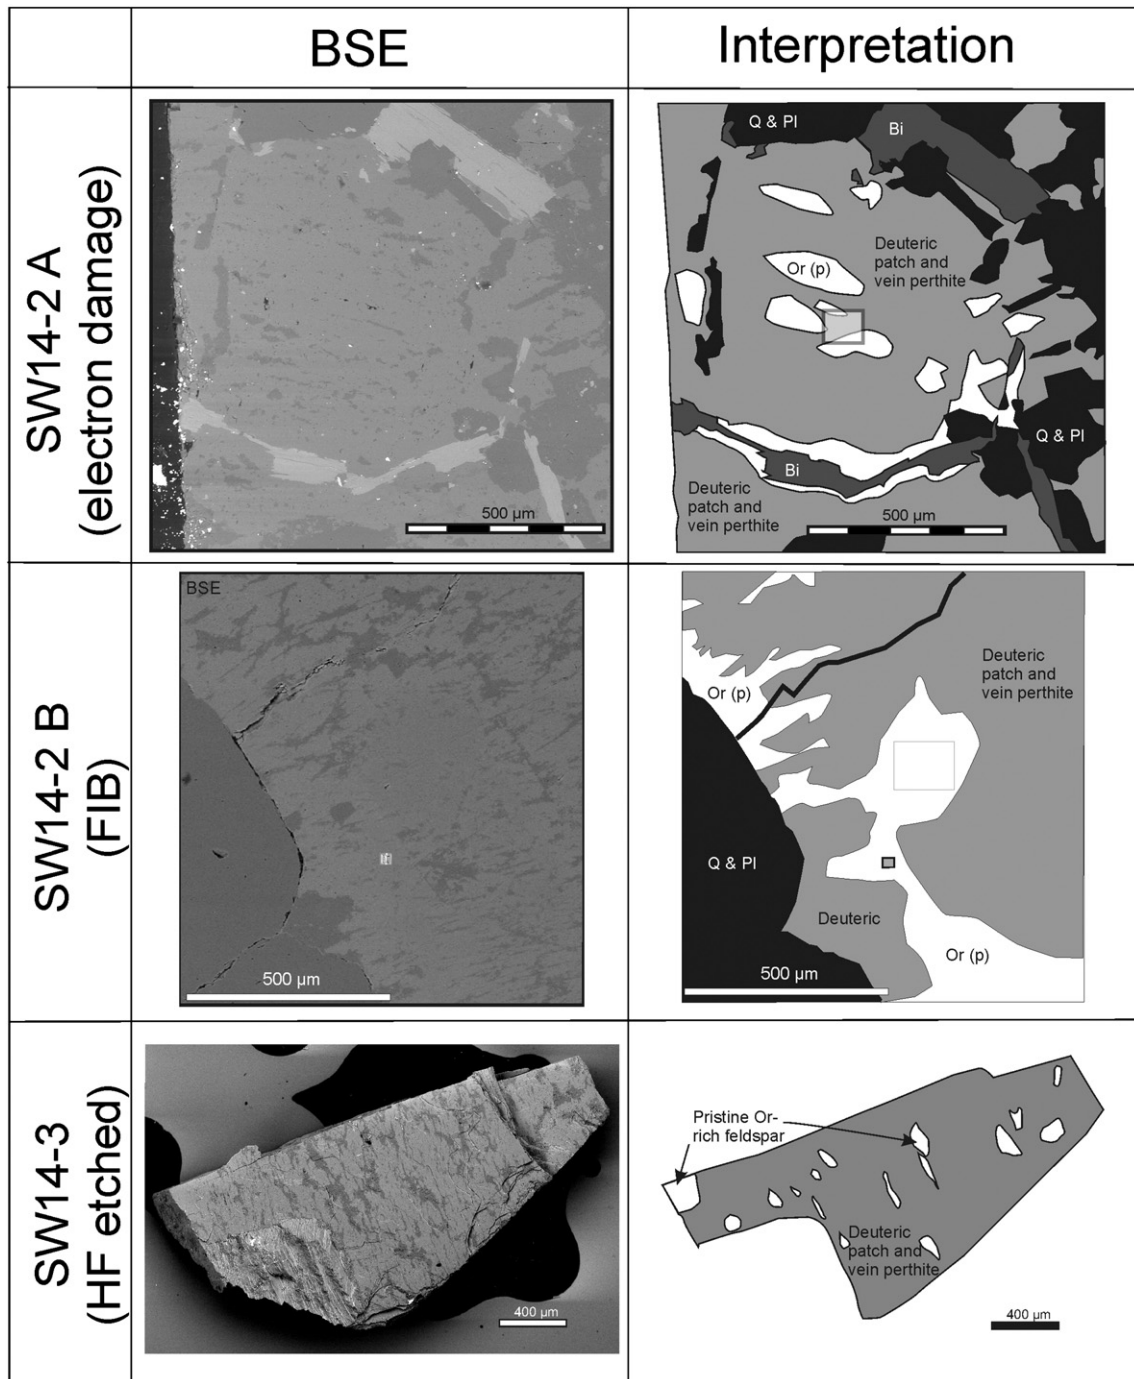 BSE
Interpretation
SW14-2 A
(electron damage)
500 µm
Q & Pl
Bi
Deuteric
patch and
vein perthite
Or (p)
Q & Pl
Bi
Deuteric
patch and
vein perthite
500 µm
SW14-2 B
(FIB)
BSE
500 µm
Deuteric
patch and
vein perthite
Or (p)
Q & Pl
Deuteric
Or (p)
500 µm
SW14-3
(HF etched)
400 µm
Pristine Or-
rich feldspar
Deuteric
patch and
vein perthite
400 µm